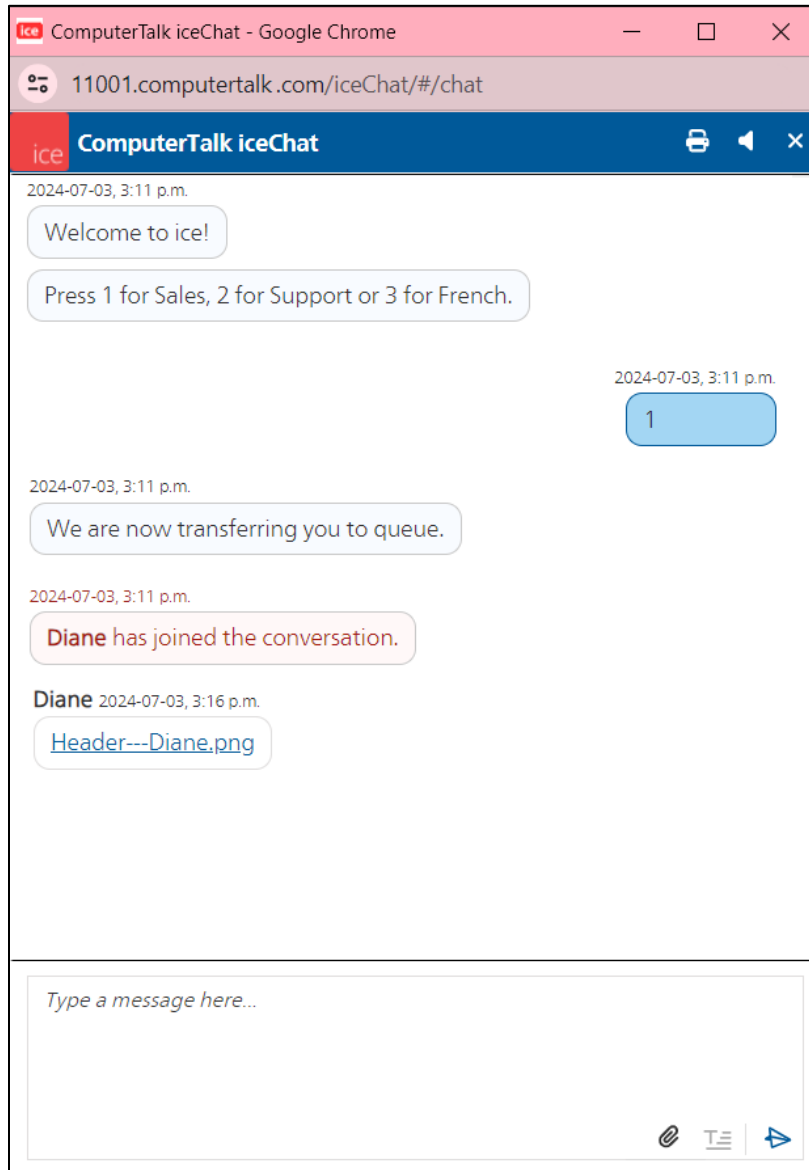 ice ComputerTalk iceChat - Google Chrome
11001.computertalk.com/iceChat/#/chat
ice ComputerTalk iceChat
2024-07-03, 3:11 p.m.
Welcome to ice!
Press 1 for Sales, 2 for Support or 3 for French.
2024-07-03, 3:11 p.m.
1
2024-07-03, 3:11 p.m.
We are now transferring you to queue.
2024-07-03, 3:11 p.m.
Diane has joined the conversation.
Diane 2024-07-03, 3:16 p.m.
Header---Diane.png
Type a message here...